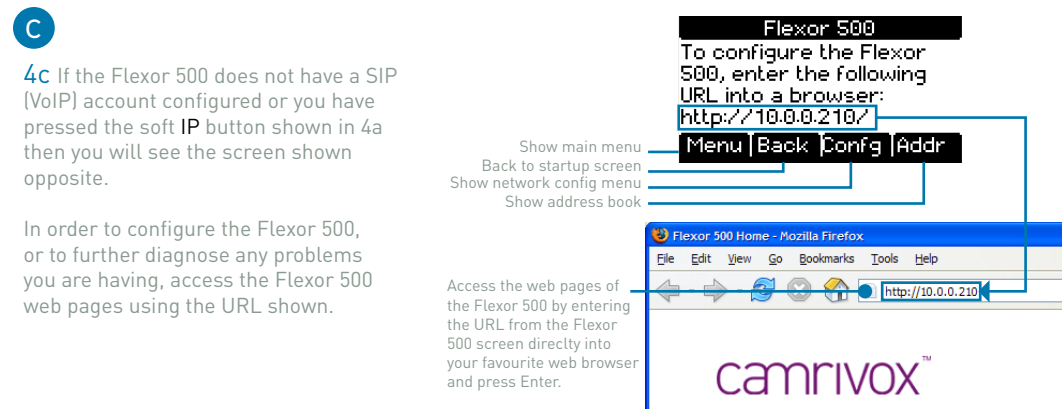 C
4c If the Flexor 500 does not have a SIP
(VoIP) account configured or you have
pressed the soft IP button shown in 4a
then you will see the screen shown
opposite.
In order to configure the Flexor 500,
or to further diagnose any problems
you are having, access the Flexor 500
web pages using the URL shown.
Flexor 500
To configure the Flexor
500, enter the following
URL into a browser:
http://10.0.0.210/
Menu Back Confg Addr
Show main menu
Back to startup screen
Show network config menu
Show address book
Flexor 500 Home - Mozilla Firefox
File Edit View Go Bookmarks Tools Help
http://10.0.0.210
Access the web pages of
the Flexor 500 by entering
the URL from the Flexor
500 screen direclty into
your favourite web browser
and press Enter.
camrivox™